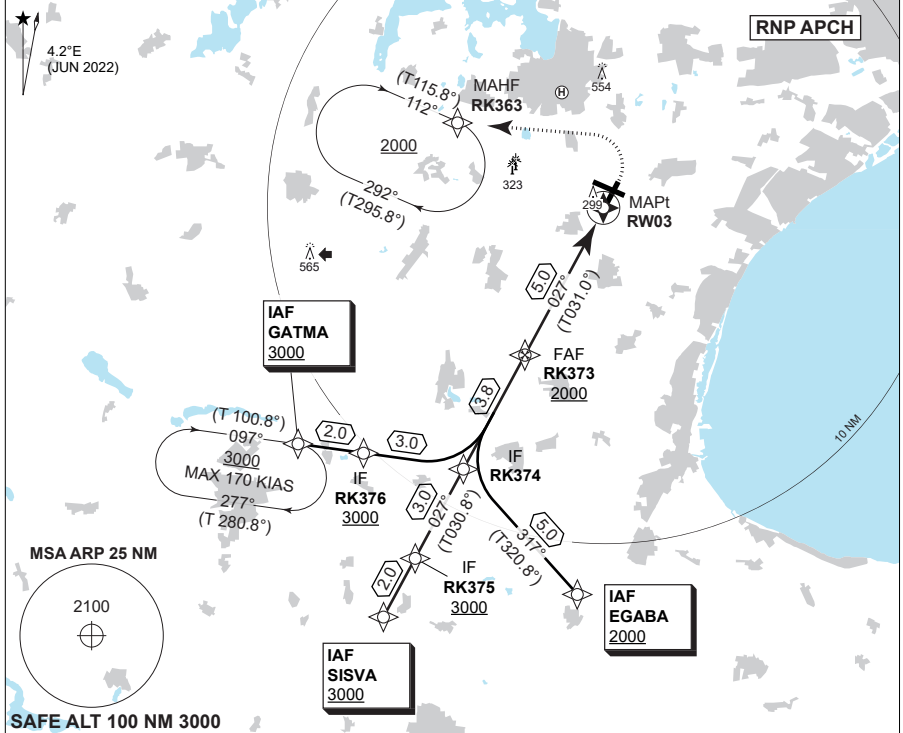 4.2°E
(JUN 2022)
RNP APCH
(T115.8°)
112°
MAHF
RK363
H
554
2000
292°
(T295.8°)
323
299
MAPt
RW03
565
5.0
027°
(T031.0°)
IAF
GATMA
3000
FAF
RK373
2000
3.8
(T 100.8°)
097°
3000
MAX 170 KIAS
277°
(T 280.8°)
2.0
3.0
IF
RK376
3000
IF
RK374
10 NM
3.0
027°
(T030.8°)
5.0
317°
(T320.8°)
2.0
IF
RK375
3000
MSA ARP 25 NM
2100
IAF
EGABA
2000
IAF
SISVA
3000
SAFE ALT 100 NM 3000